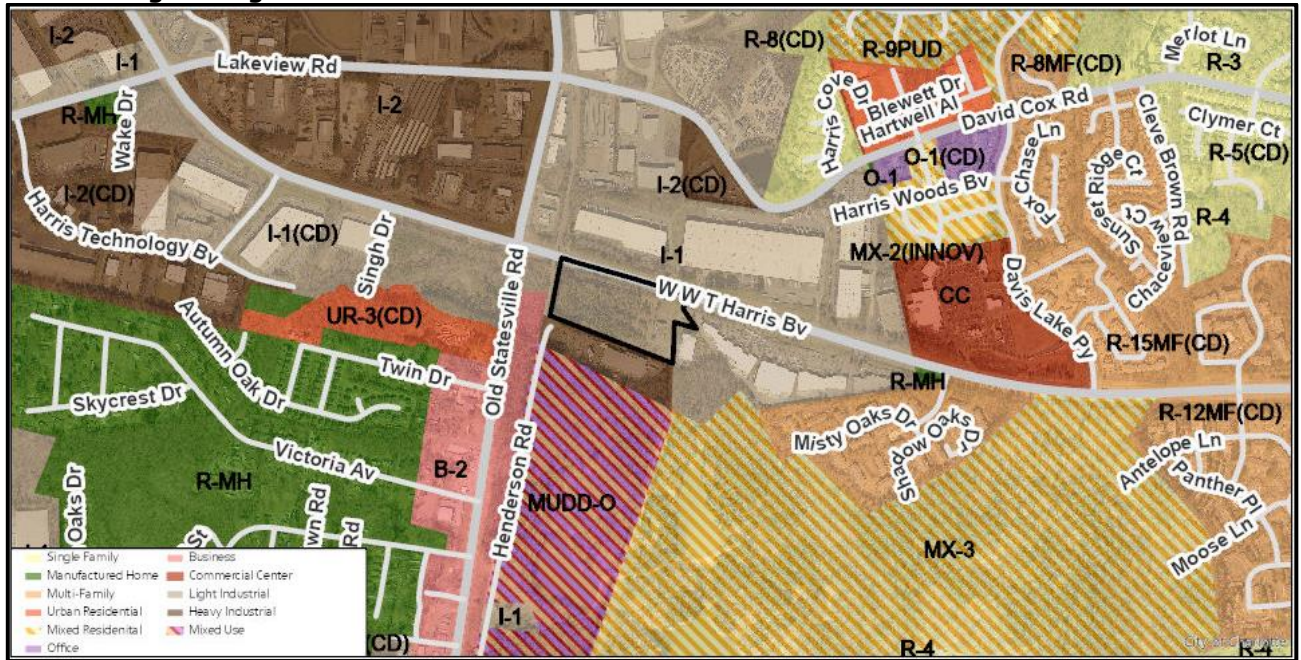 I-2
I-1
Lakeview Rd
R-MH
Wake Dr
I-2
I-2(CD)
Harris Technology Bv
I-1(CD)
Singh Dr
Old Statesville Rd
UR-3(CD)
Autumn Oak Dr
Twin Dr
Skycrest Dr
Victoria Av
R-MH
B-2
Oaks Dr
Henderson Rd
MUDD-O
I-1
R-8(CD)
R-9PUD
Harris Cove Dr
Blewett Dr
Hartwell Al
David Cox Rd
R-8MF(CD)
Merlot Ln
R-3
Clymer Ct
R-5(CD)
Cleve Brown Rd
O-1(CD)
O-1
Fox Chase Ln
Sunset Ridge Ct
Chaceview Ct
R-4
I-2(CD)
Harris Woods Bv
MX-2(INNOV)
I-1
W W T Harris Bv
CC
Davis Lake Py
R-15MF(CD)
R-MH
Misty Oaks Dr
Shadow Oaks Dr
R-12MF(CD)
Antelope Ln
Panther Pl
Moose Ln
MX-3
R-4
R-4
(CD)
Single Family
Manufactured Home
Multi-Family
Urban Residential
Mixed Residenital
Office
Business
Commercial Center
Light Industrial
Heavy Industrial
Mixed Use
City of Charlotte